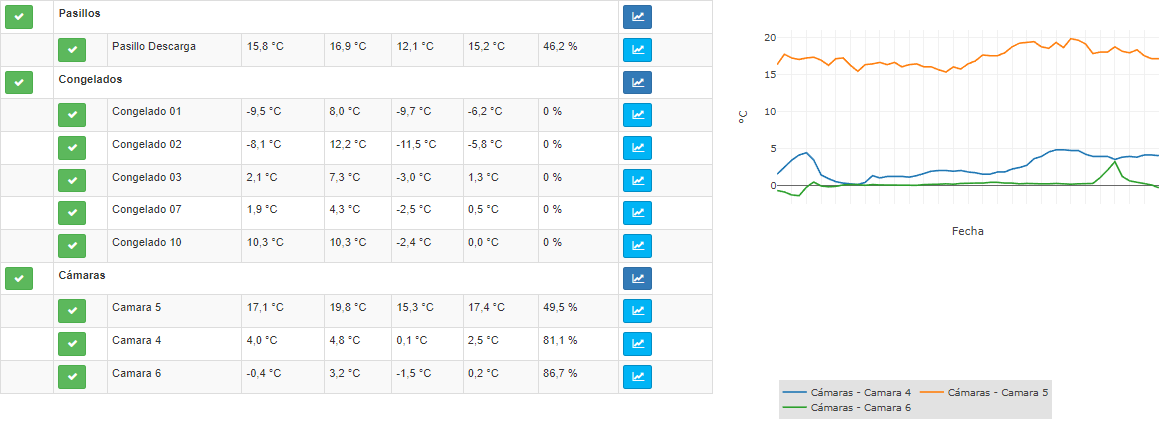 Pasillos
Pasillo Descarga 15,8 °C 16,9 °C 12,1 °C 15,2 °C 46,2 %
Congelados
Congelado 01 -9,5 °C 8,0 °C -9,7 °C -6,2 °C 0 %
Congelado 02 -8,1 °C 12,2 °C -11,5 °C -5,8 °C 0 %
Congelado 03 2,1 °C 7,3 °C -3,0 °C 1,3 °C 0 %
Congelado 07 1,9 °C 4,3 °C -2,5 °C 0,5 °C 0 %
Congelado 10 10,3 °C 10,3 °C -2,4 °C 0,0 °C 0 %
Cámaras
Camara 5 17,1 °C 19,8 °C 15,3 °C 17,4 °C 49,5 %
Camara 4 4,0 °C 4,8 °C 0,1 °C 2,5 °C 81,1 %
Camara 6 -0,4 °C 3,2 °C -1,5 °C 0,2 °C 86,7 %
20
15
10
5
0
ºC
Fecha
Cámaras - Camara 4 Cámaras - Camara 5
Cámaras - Camara 6